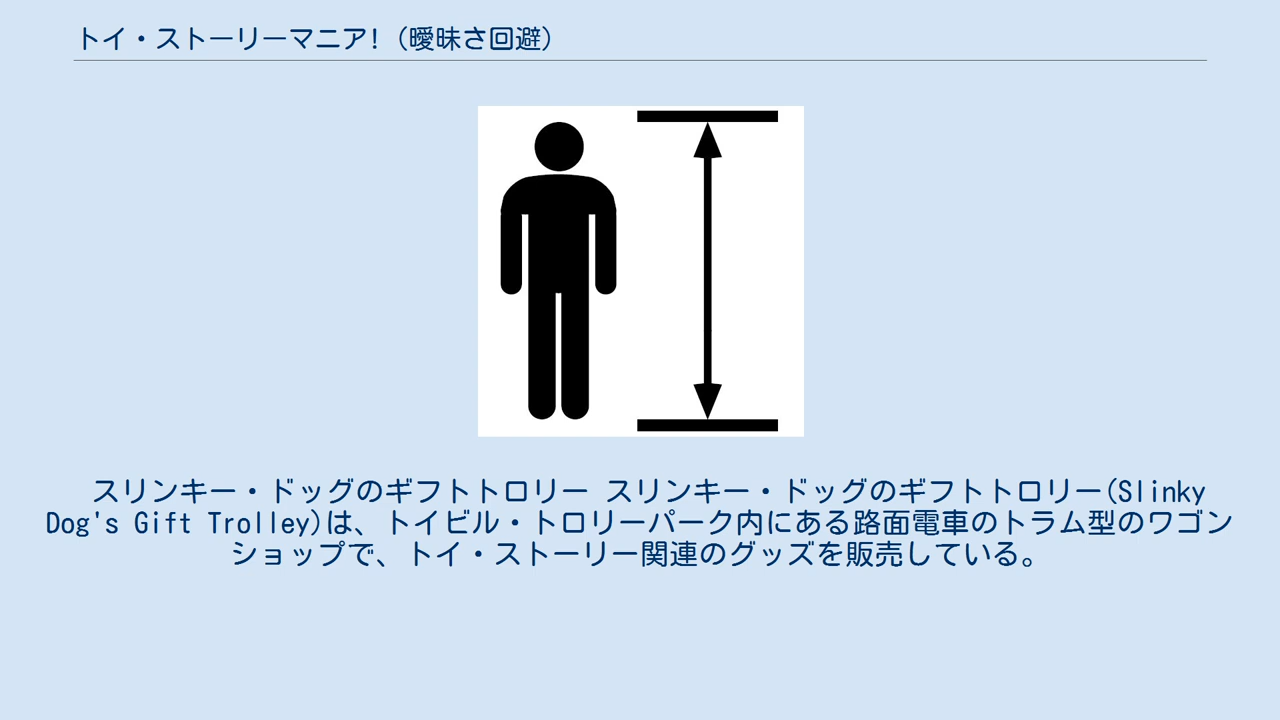 トイ・ストーリーマニア!（曖昧さ回避）
スリンキー・ドッグのギフトトロリー スリンキー・ドッグのギフトトロリー(Slinky
Dog's Gift Trolley)は、トイビル・トロリーパーク内にある路面電車のトラム型のワゴン
ショップで、トイ・ストーリー関連のグッズを販売している。